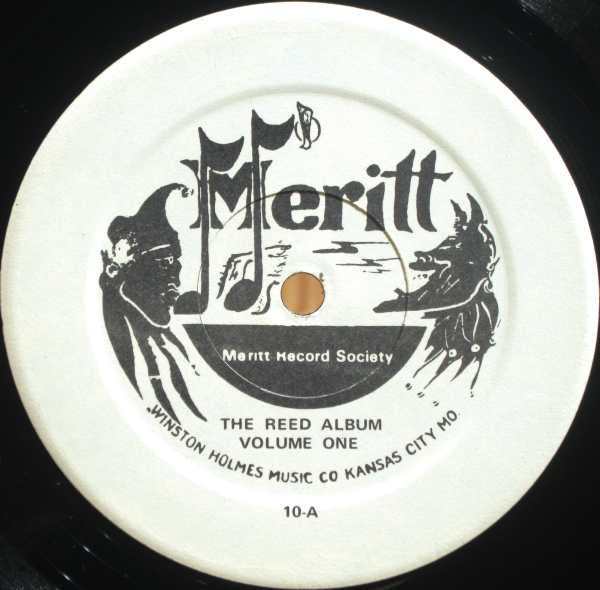 Meritt
Meritt Record Society
THE REED ALBUM
VOLUME ONE
WINSTON HOLMES MUSIC CO KANSAS CITY MO.
10-A